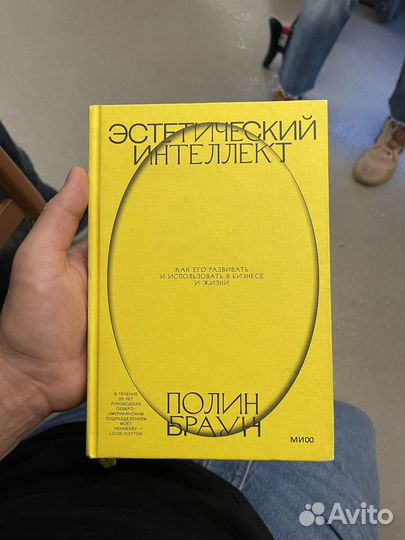 ЭСТЕТИЧЕСКИЙ
ИНТЕЛЛЕКТ
КАК ЕГО РАЗВИВАТЬ
И ИСПОЛЬЗОВАТЬ В БИЗНЕСЕ
И ЖИЗНИ
В ТЕЧЕНИЕ
25 ЛЕТ
РУКОВОДИЛА
СЕВЕРО-
АМЕРИКАНСКИМ
ПОДРАЗДЕЛЕНИЕМ
MOËT
HENNESSY —
LOUIS VUITTON
ПОЛИН
БРАУН
МИФ
Avito